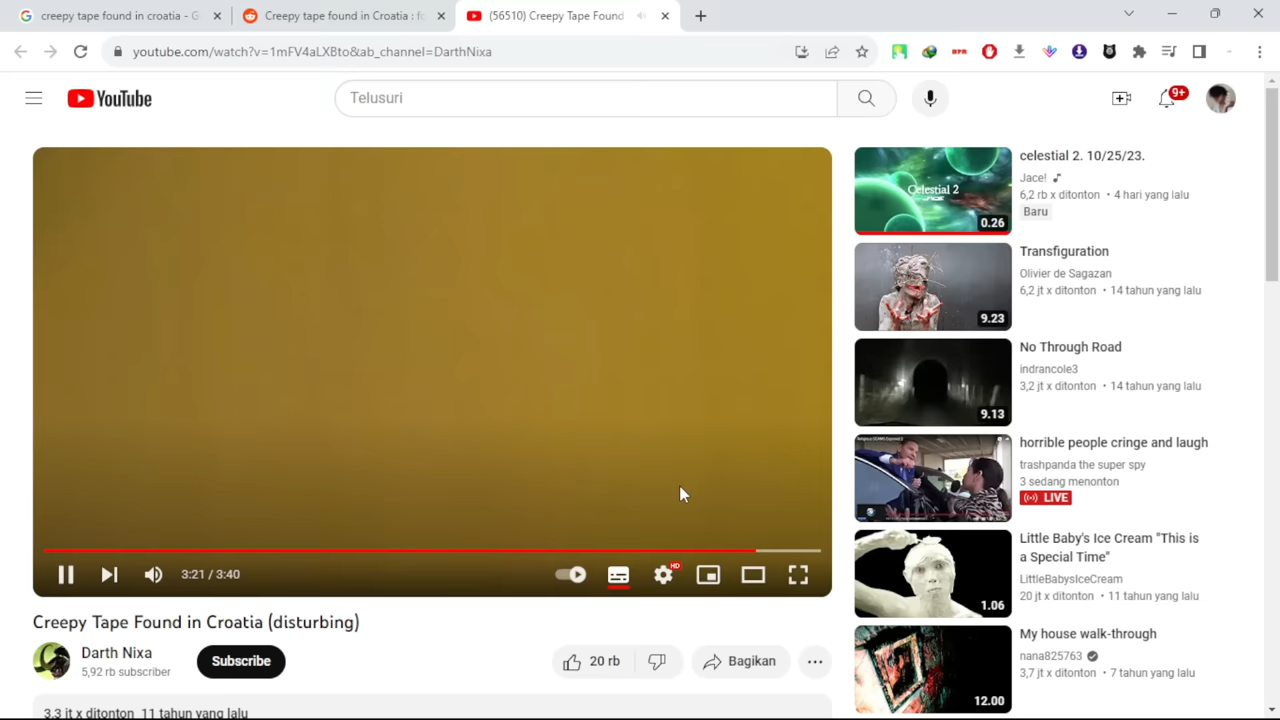 creepy tape found in croatia - G
Creepy tape found in Croatia : fo
(56510) Creepy Tape Found
youtube.com/watch?v=1mFV4aLXBto&ab_channel=DarthNixa
BPM
YouTube
Telusuri
9+
3:21 / 3:40
HD
Creepy Tape Found in Croatia (disturbing)
Darth Nixa
5,92 rb subscriber
Subscribe
20 rb
Bagikan
3,3 jt x ditonton 11 tahun yang lalu
Celestial 2
0.26
celestial 2. 10/25/23.
Jace!
6,2 rb x ditonton • 4 hari yang lalu
Baru
9.23
Transfiguration
Olivier de Sagazan
6,2 jt x ditonton • 14 tahun yang lalu
9.13
No Through Road
indrancole3
3,2 jt x ditonton • 14 tahun yang lalu
horrible people cringe and laugh
trashpanda the super spy
3 sedang menonton
LIVE
1.06
Little Baby's Ice Cream "This is
a Special Time"
LittleBabysIceCream
20 jt x ditonton • 11 tahun yang lalu
12.00
My house walk-through
nana825763
3,7 jt x ditonton • 7 tahun yang lalu